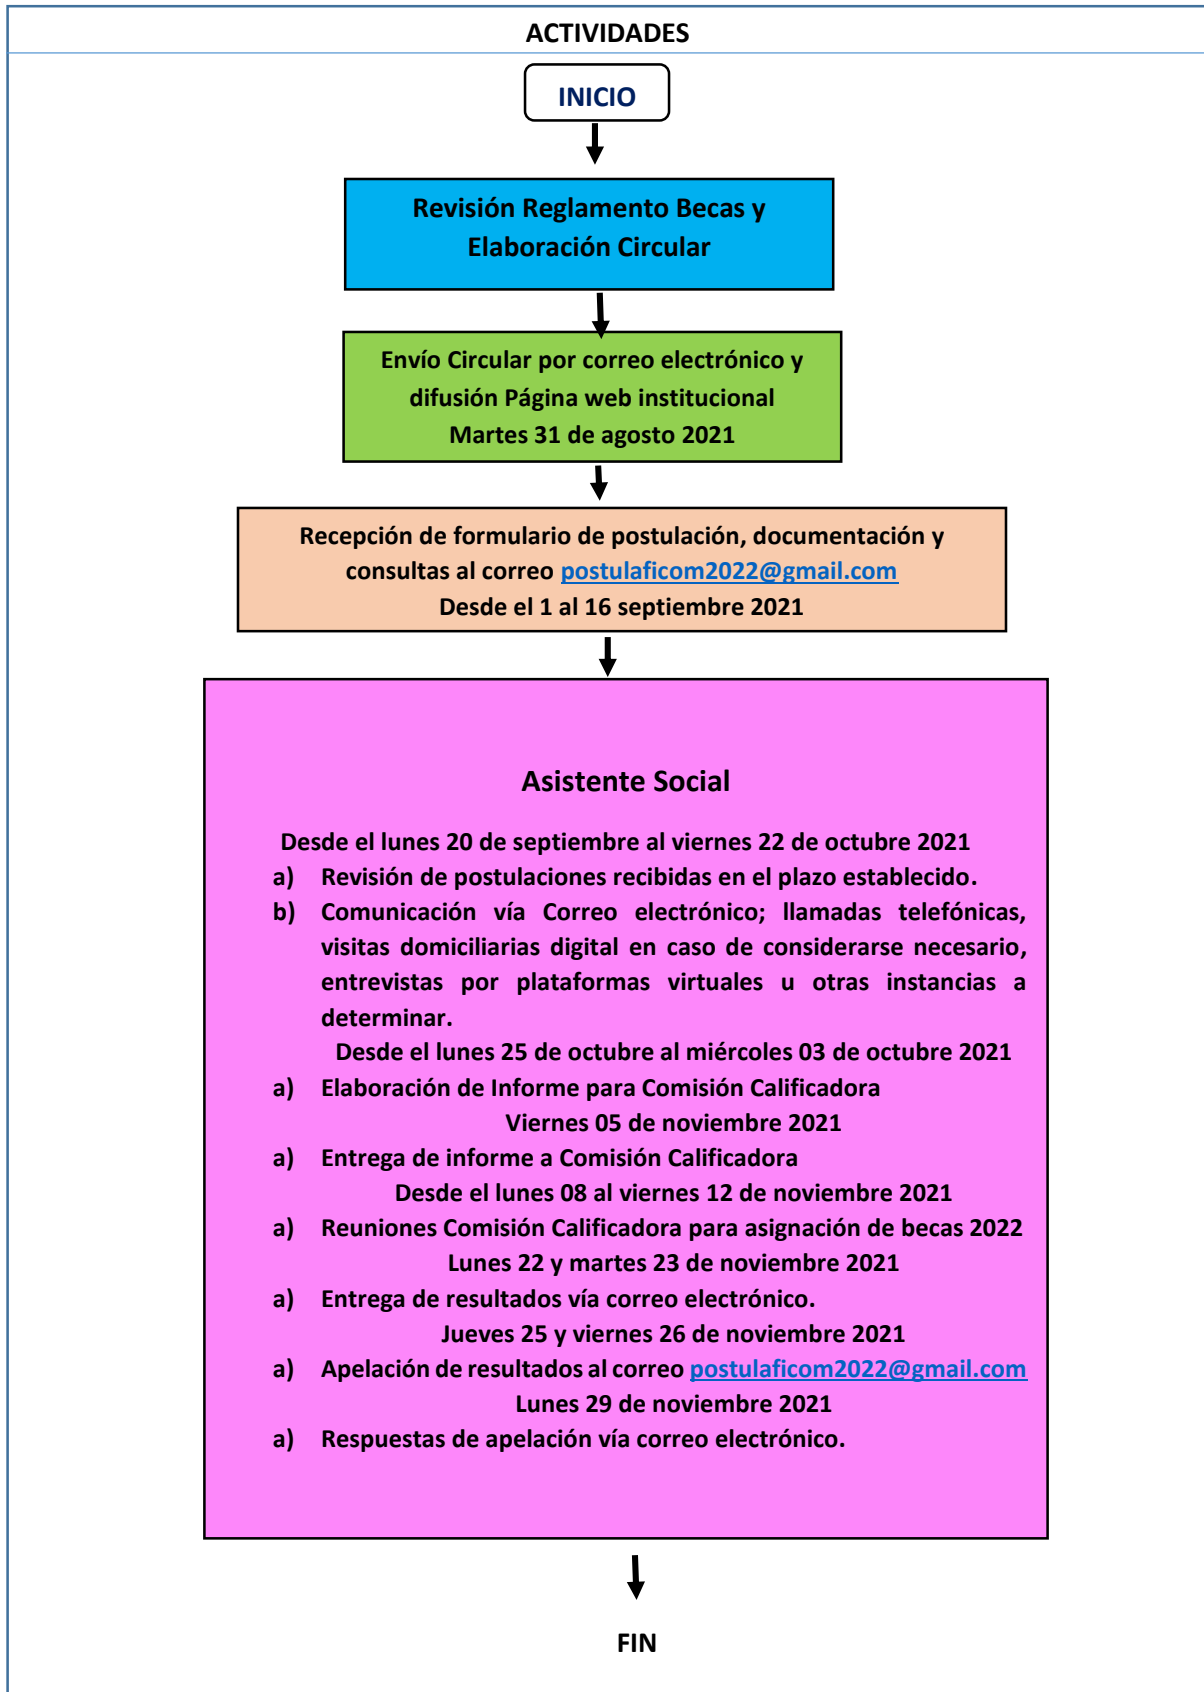 ACTIVIDADES
INICIO
Revisión Reglamento Becas y
Elaboración Circular
Envío Circular por correo electrónico y
difusión Página web institucional
Martes 31 de agosto 2021
Recepción de formulario de postulación, documentación y
consultas al correo postulaficom2022@gmail.com
Desde el 1 al 16 septiembre 2021
Asistente Social
Desde el lunes 20 de septiembre al viernes 22 de octubre 2021
a) Revisión de postulaciones recibidas en el plazo establecido.
b) Comunicación vía Correo electrónico; llamadas telefónicas,
visitas domiciliarias digital en caso de considerarse necesario,
entrevistas por plataformas virtuales u otras instancias a
determinar.
Desde el lunes 25 de octubre al miércoles 03 de octubre 2021
a) Elaboración de Informe para Comisión Calificadora
Viernes 05 de noviembre 2021
a) Entrega de informe a Comisión Calificadora
Desde el lunes 08 al viernes 12 de noviembre 2021
a) Reuniones Comisión Calificadora para asignación de becas 2022
Lunes 22 y martes 23 de noviembre 2021
a) Entrega de resultados vía correo electrónico.
Jueves 25 y viernes 26 de noviembre 2021
a) Apelación de resultados al correo postulaficom2022@gmail.com
Lunes 29 de noviembre 2021
a) Respuestas de apelación vía correo electrónico.
FIN